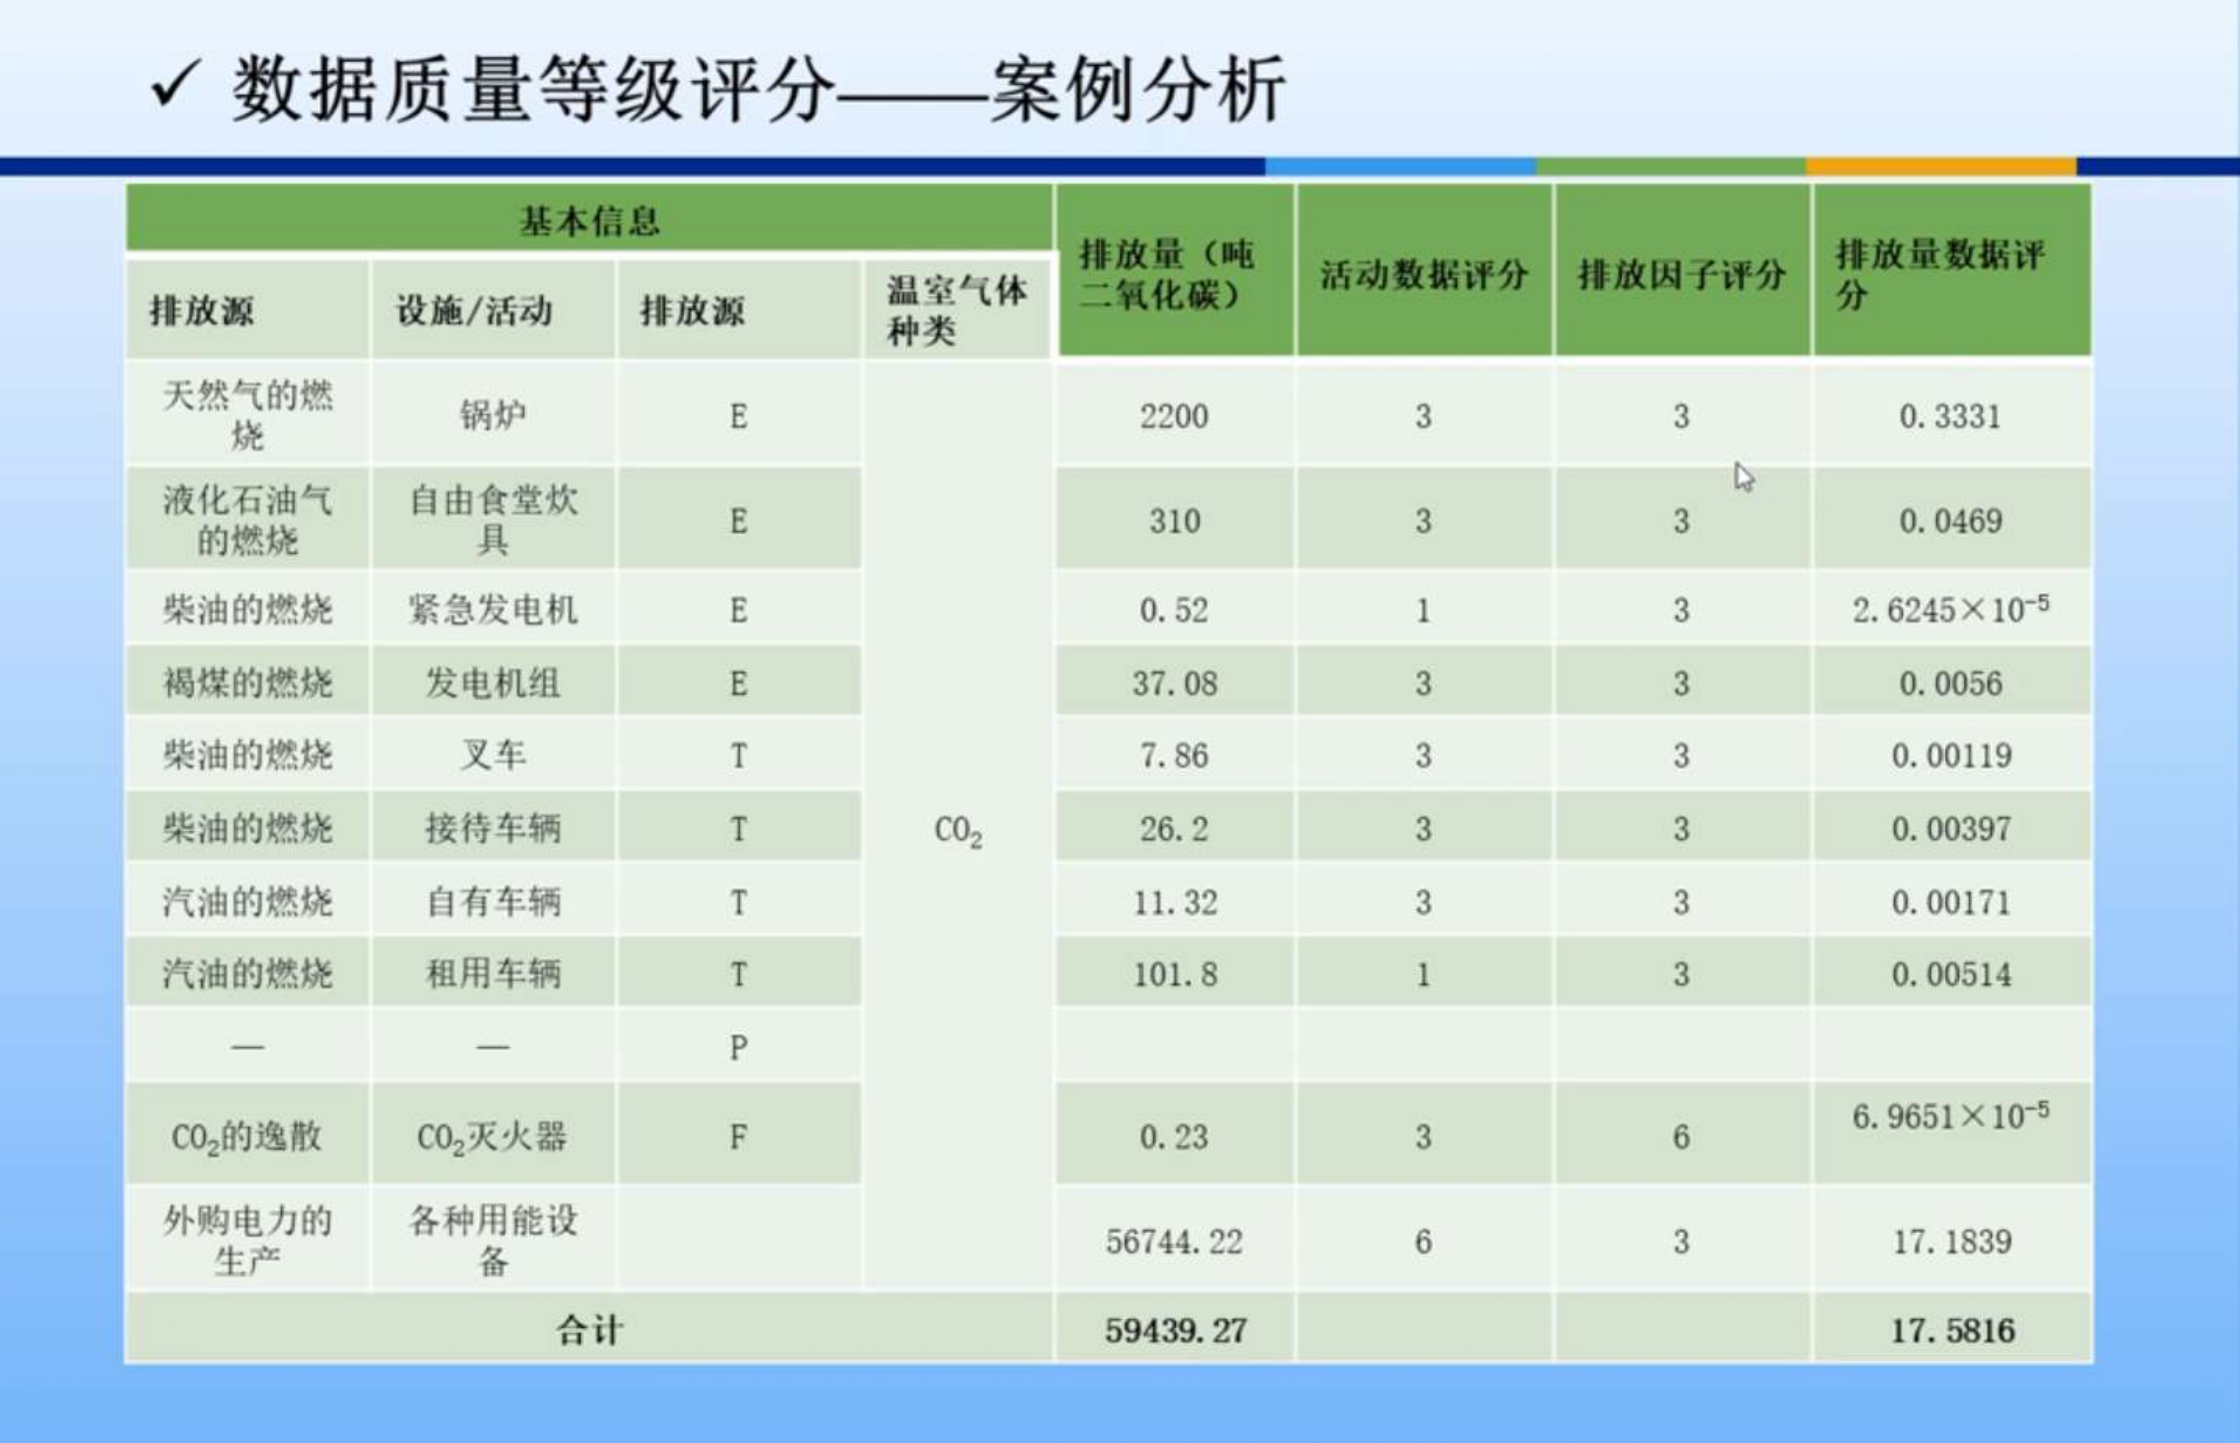 ✓ 数据质量等级评分——案例分析
基本信息
排放量（吨
二氧化碳）
活动数据评分
排放因子评分
排放量数据评
分
排放源
设施/活动
排放源
温室气体
种类
天然气的燃
烧
锅炉
E
2200
3
3
0.3331
液化石油气
的燃烧
自由食堂炊
具
E
310
3
3
0.0469
柴油的燃烧
紧急发电机
E
0.52
1
3
2.6245×10⁻⁵
褐煤的燃烧
发电机组
E
37.08
3
3
0.0056
柴油的燃烧
叉车
T
7.86
3
3
0.00119
柴油的燃烧
接待车辆
T
CO₂
26.2
3
3
0.00397
汽油的燃烧
自有车辆
T
11.32
3
3
0.00171
汽油的燃烧
租用车辆
T
101.8
1
3
0.00514
—
—
P
CO₂的逸散
CO₂灭火器
F
0.23
3
6
6.9651×10⁻⁵
外购电力的
生产
各种用能设
备
56744.22
6
3
17.1839
合计
59439.27
17.5816